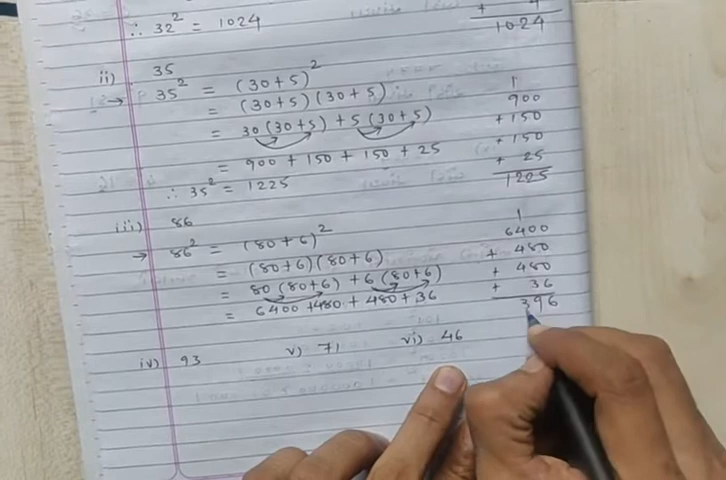 ∴ 32² = 1024
+ 4
1024
ii) 35
→ 35² = (30+5)²
= (30+5)(30+5)
= 30(30+5) + 5(30+5)
= 900 + 150 + 150 + 25
∴ 35² = 1225
1
900
+ 150
+ 150
+ 25
1225
iii) 86
→ 86² = (80+6)²
= (80+6)(80+6)
= 80(80+6) + 6(80+6)
= 6400 + 480 + 480 + 36
1
6400
+ 480
+ 480
+ 36
396
iv) 93 v) 71 vi) 46